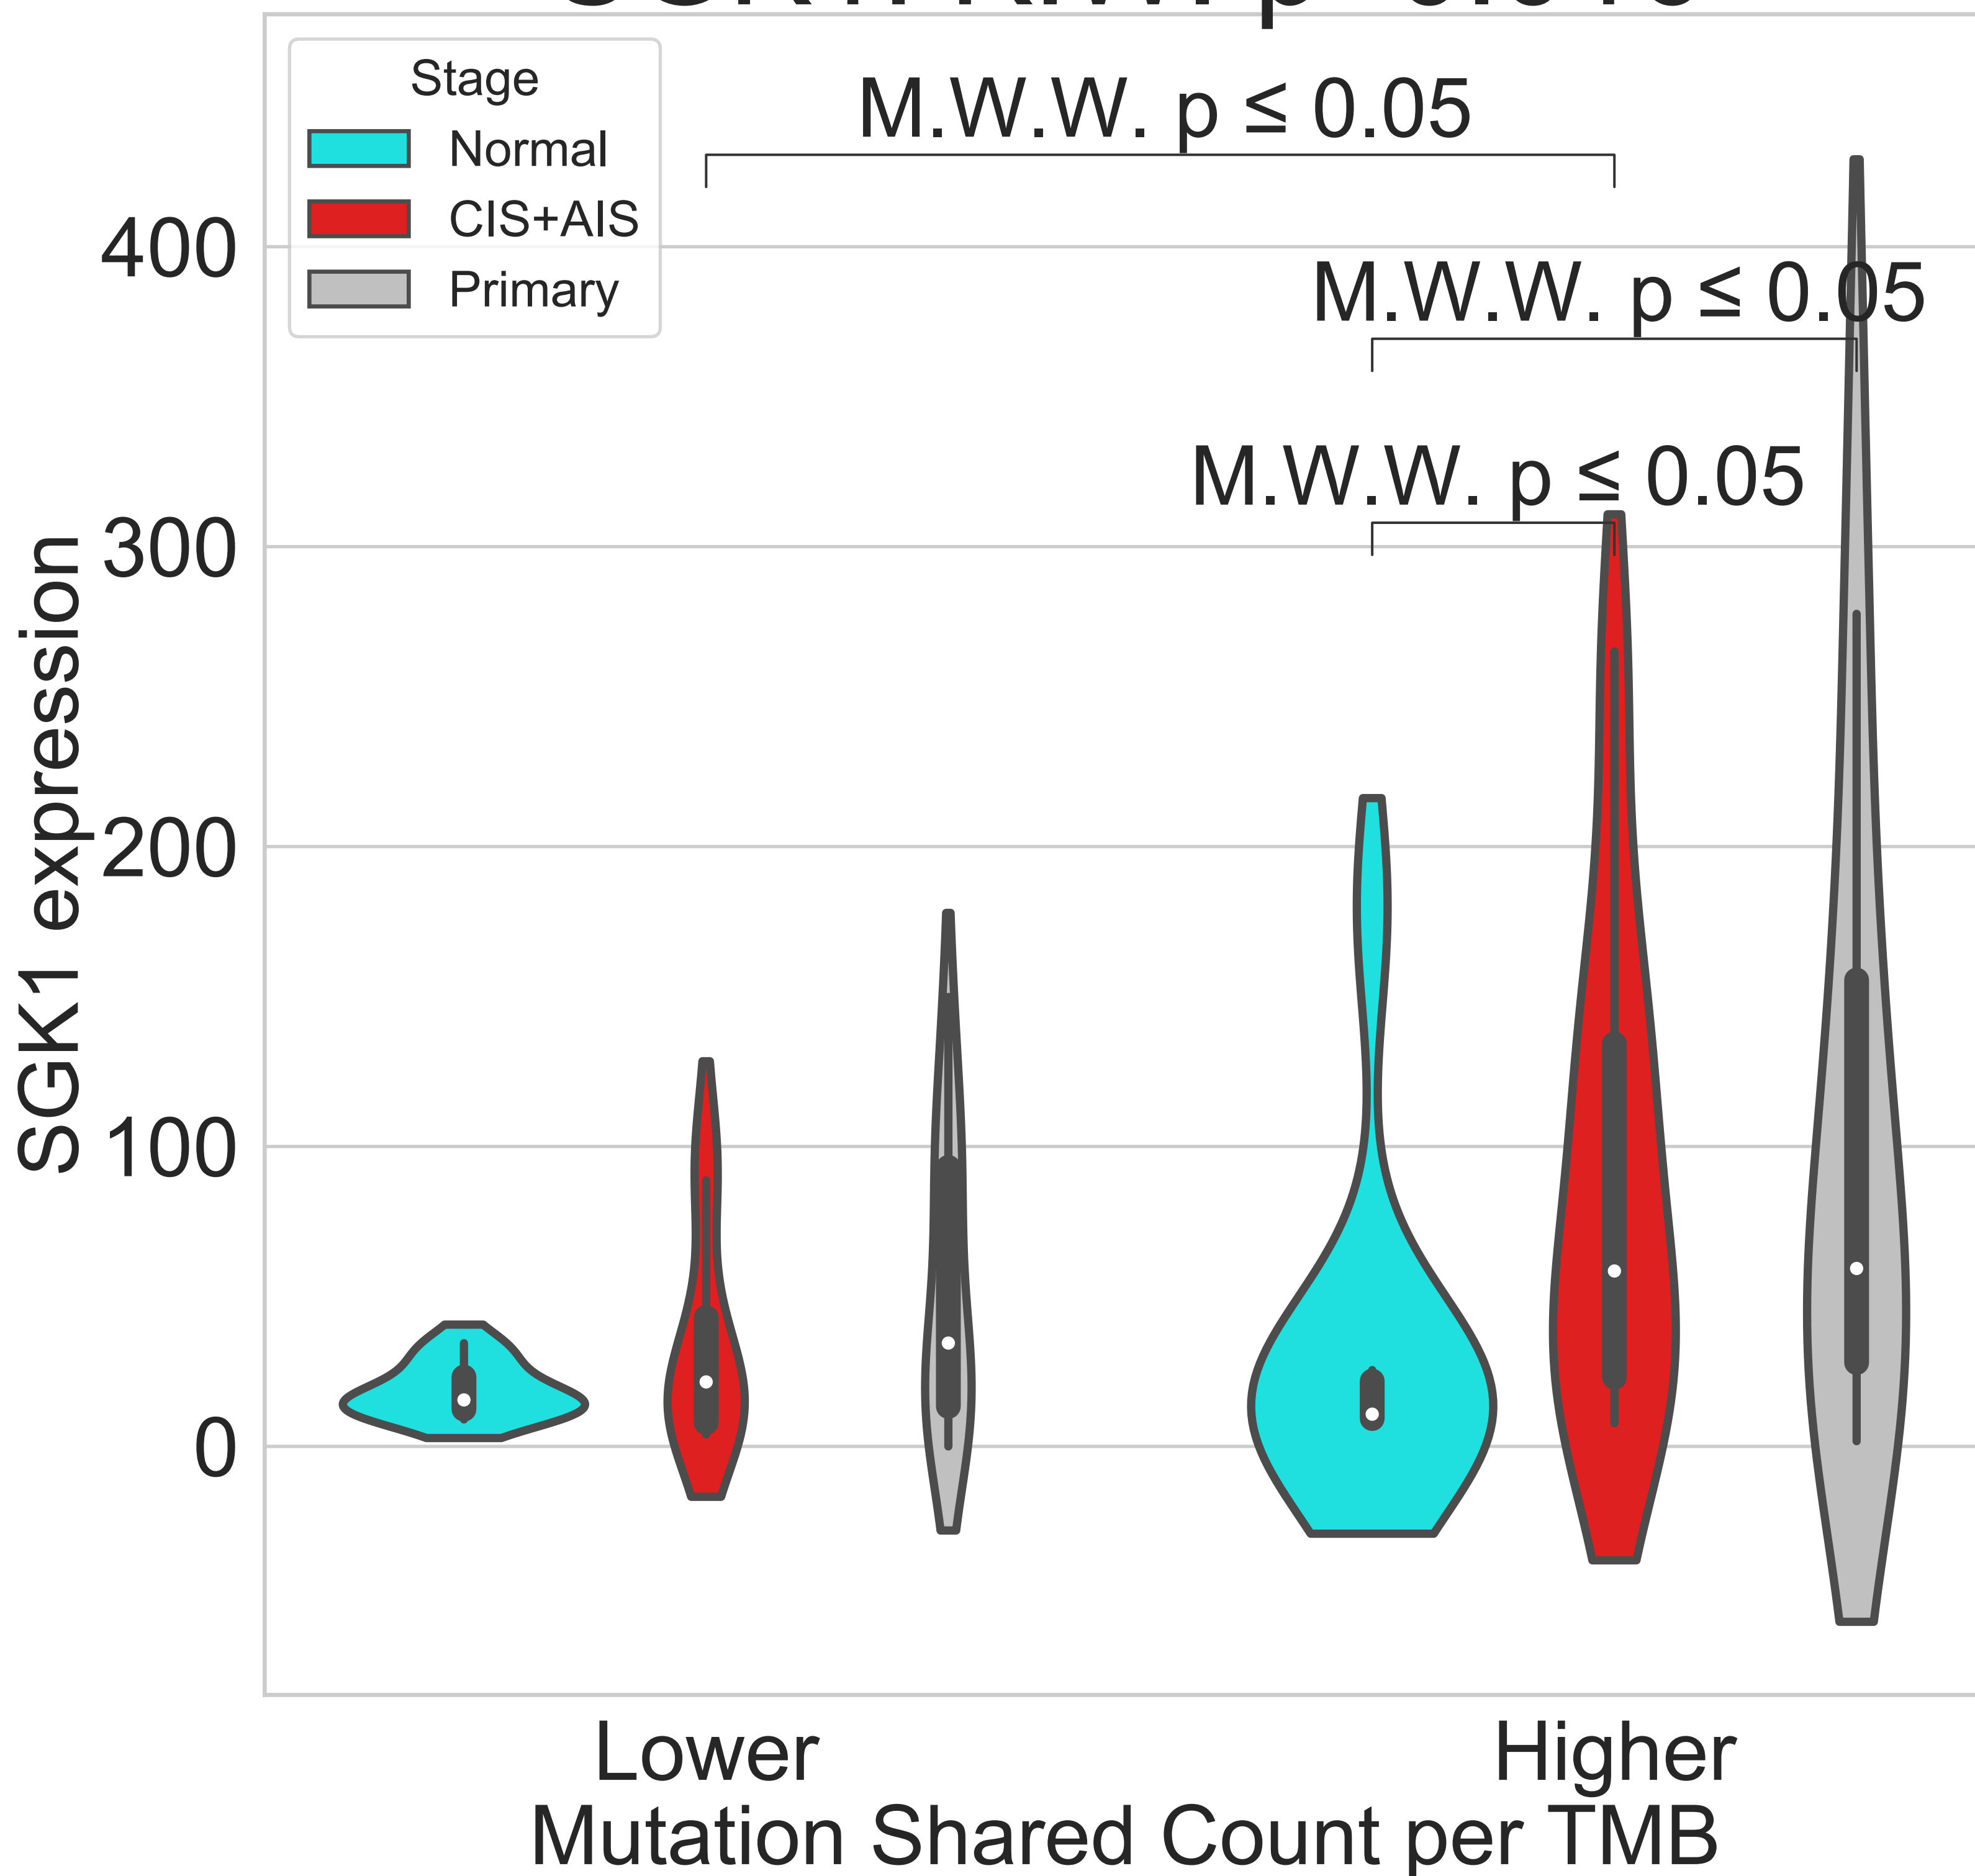 Stage
Normal
CIS+AIS
Primary
M.W.W. p ≤ 0.05
M.W.W. p ≤ 0.05
M.W.W. p ≤ 0.05
SGK1 expression
400
300
200
100
0
Lower
Higher
Mutation Shared Count per TMB